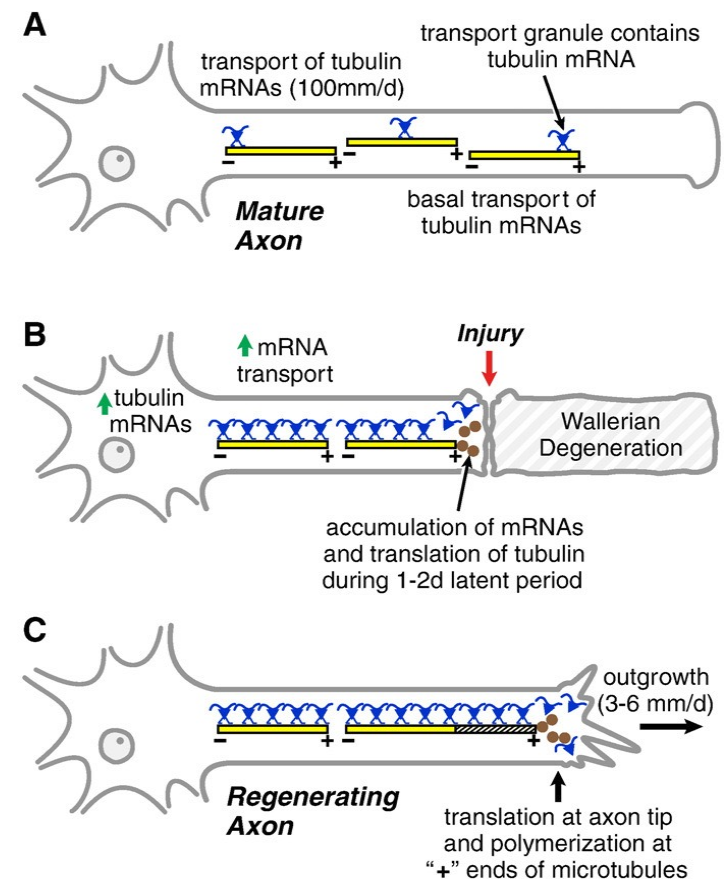 A
transport of tubulin
mRNAs (100mm/d)
transport granule contains
tubulin mRNA
- + - + - +
Mature
Axon
basal transport of
tubulin mRNAs
B
tubulin
mRNAs
mRNA
transport
Injury
Wallerian
Degeneration
- + - +
accumulation of mRNAs
and translation of tubulin
during 1-2d latent period
C
outgrowth
(3-6 mm/d)
- + - +
Regenerating
Axon
translation at axon tip
and polymerization at
“+” ends of microtubules